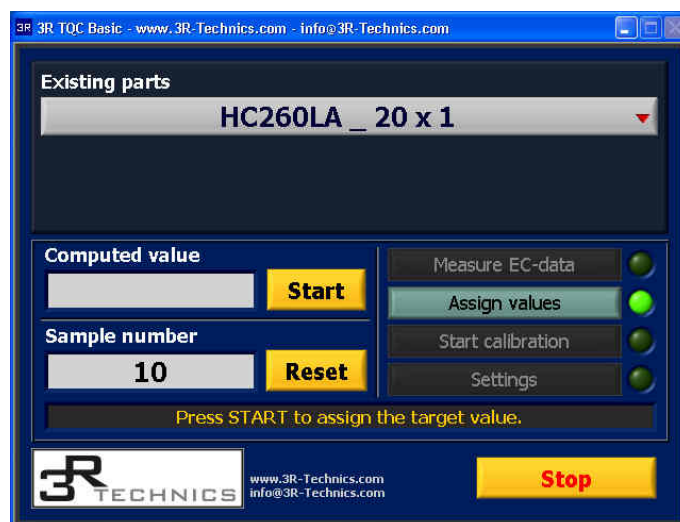 3R 3R TQC Basic - www.3R-Technics.com - info@3R-Technics.com
Existing parts
HC260LA _ 20 x 1
Computed value
Start
Sample number
10
Reset
Measure EC-data
Assign values
Start calibration
Settings
Press START to assign the target value.
3R TECHNICS
www.3R-Technics.com
info@3R-Technics.com
Stop